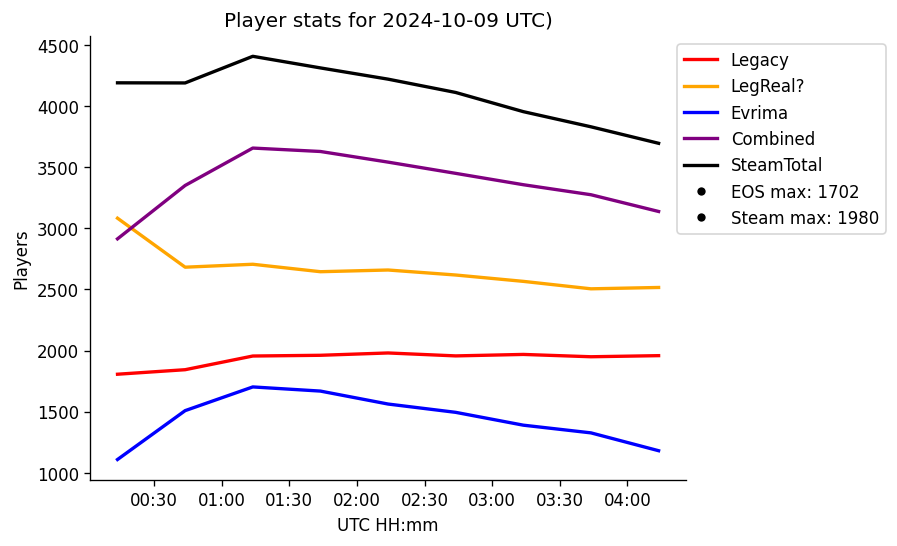 Player stats for 2024-10-09 UTC)
Players
4500
4000
3500
3000
2500
2000
1500
1000
00:30 01:00 01:30 02:00 02:30 03:00 03:30 04:00
UTC HH:mm
Legacy
LegReal?
Evrima
Combined
SteamTotal
EOS max: 1702
Steam max: 1980